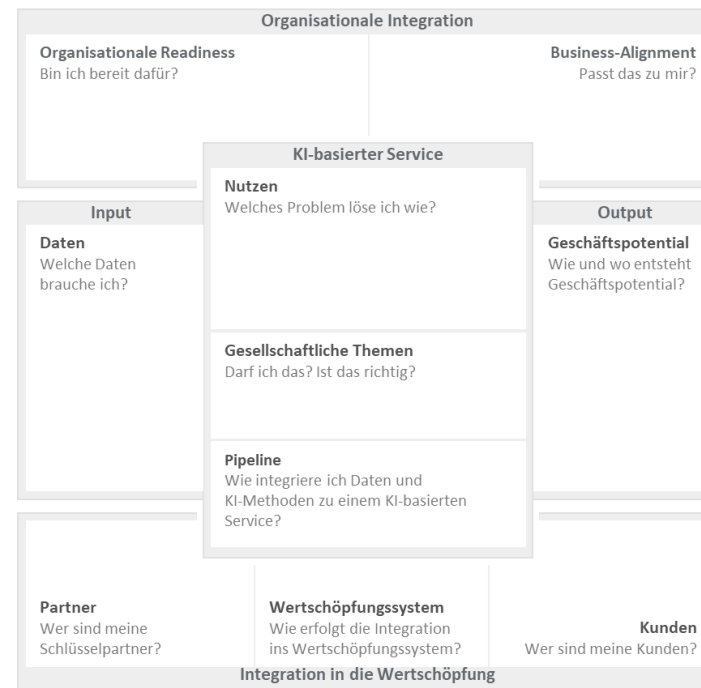 Organisationale Integration
Organisationale Readiness
Bin ich bereit dafür?
Business-Alignment
Passt das zu mir?
KI-basierter Service
Nutzen
Welches Problem löse ich wie?
Input
Daten
Welche Daten
brauche ich?
Output
Geschäftspotential
Wie und wo entsteht
Geschäftspotential?
Gesellschaftliche Themen
Darf ich das? Ist das richtig?
Pipeline
Wie integriere ich Daten und
KI-Methoden zu einem KI-basierten
Service?
Partner
Wer sind meine
Schlüsselpartner?
Wertschöpfungssystem
Wie erfolgt die Integration
ins Wertschöpfungssystem?
Kunden
Wer sind meine Kunden?
Integration in die Wertschöpfung